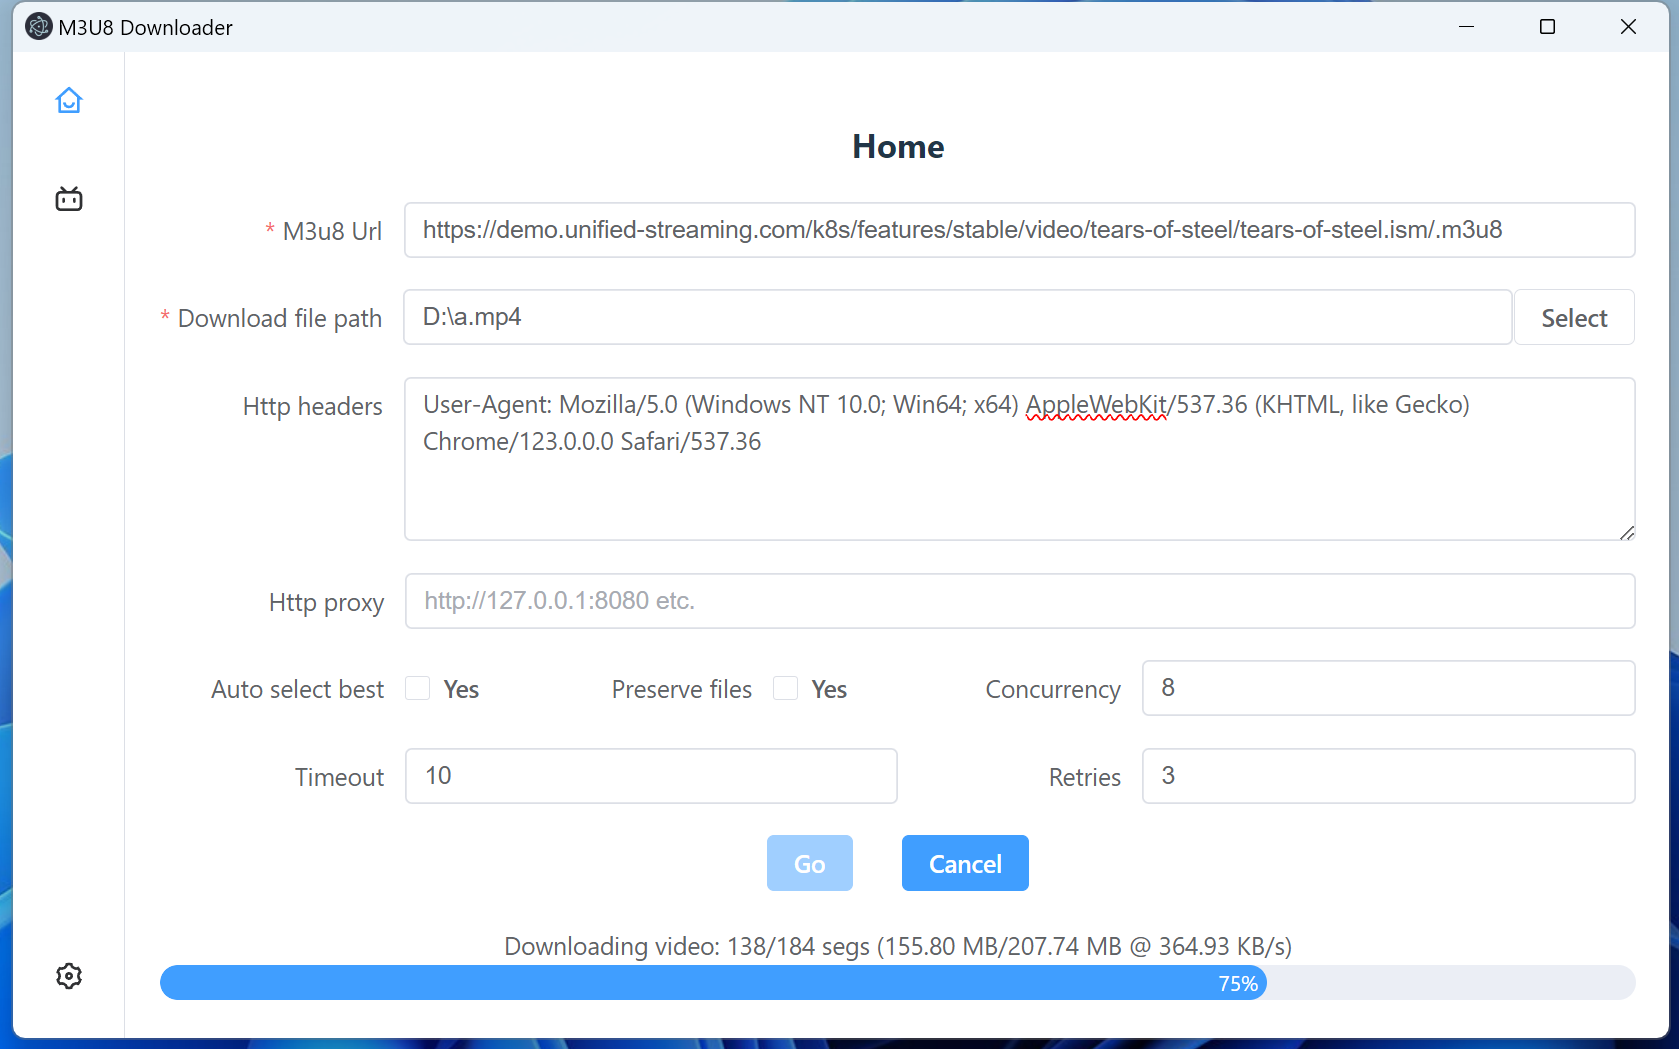 M3U8 Downloader
Home
* M3u8 Url
https://demo.unified-streaming.com/k8s/features/stable/video/tears-of-steel/tears-of-steel.ism/.m3u8
* Download file path
D:\a.mp4
Select
Http headers
User-Agent: Mozilla/5.0 (Windows NT 10.0; Win64; x64) AppleWebKit/537.36 (KHTML, like Gecko)
Chrome/123.0.0.0 Safari/537.36
Http proxy
http://127.0.0.1:8080 etc.
Auto select best
Yes
Preserve files
Yes
Concurrency
8
Timeout
10
Retries
3
Go
Cancel
Downloading video: 138/184 segs (155.80 MB/207.74 MB @ 364.93 KB/s)
75%